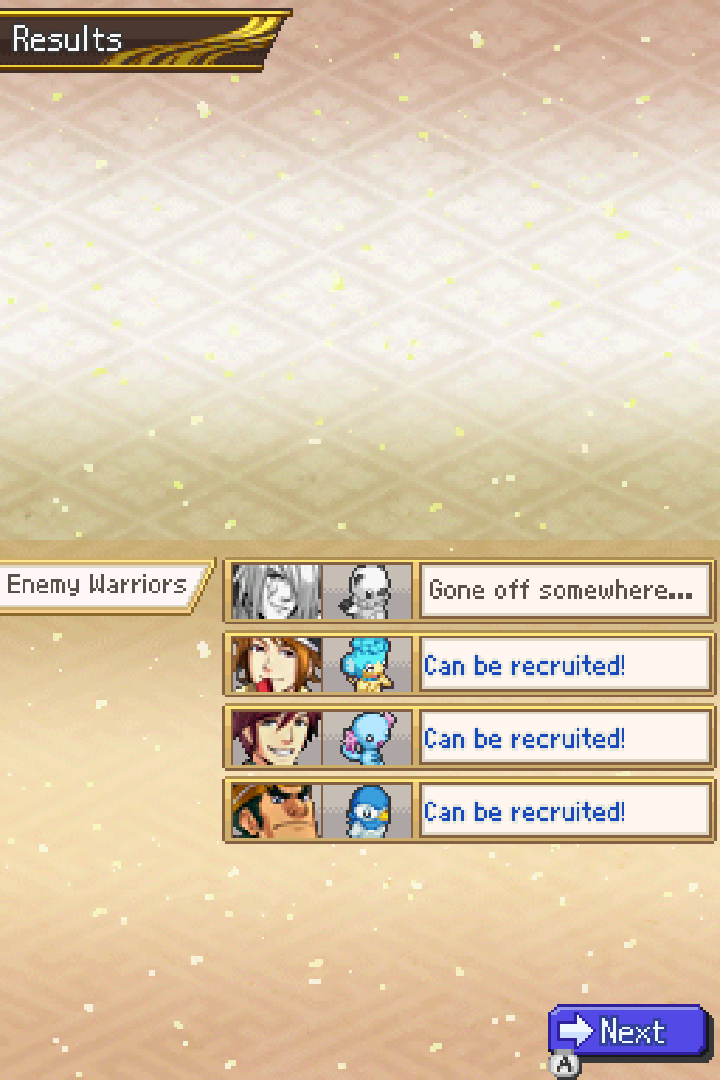 Results
Enemy Warriors
Gone off somewhere...
Can be recruited!
Can be recruited!
Can be recruited!
Next
A